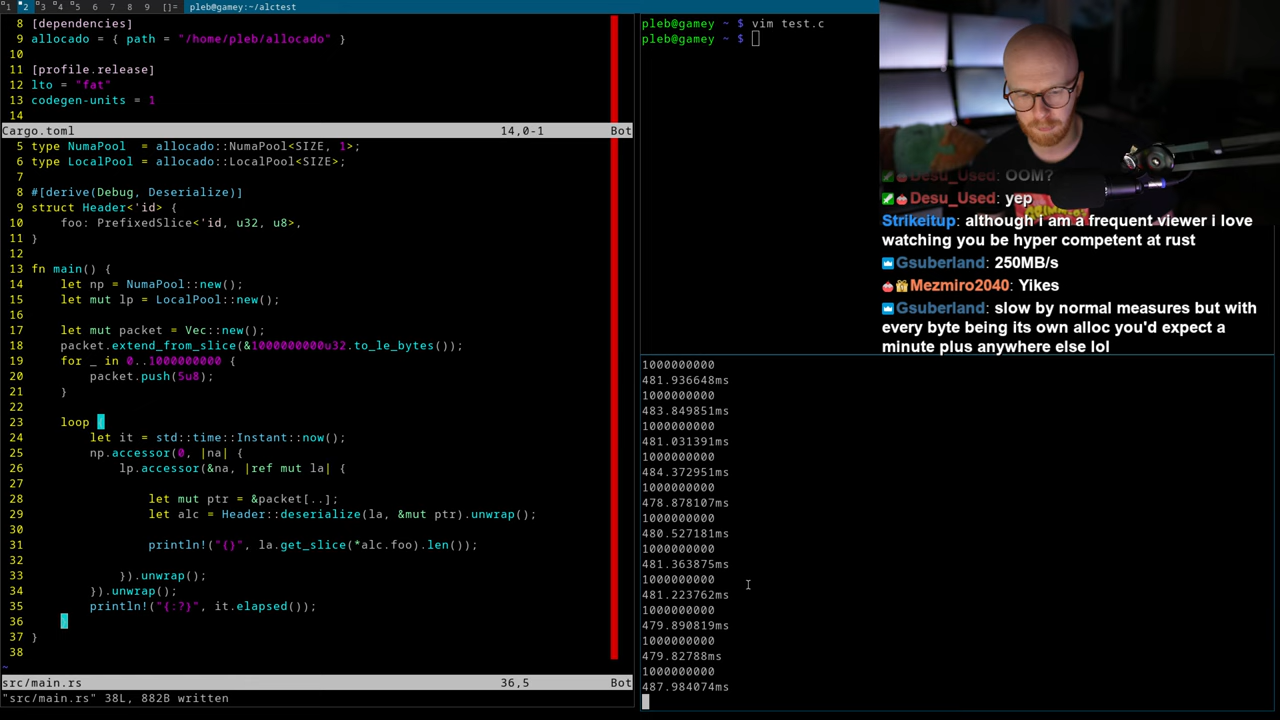 1 2 3 4 5 6 7 8 9 []= pleb@gamey:~/alctest
8 [dependencies]
9 allocado = { path = "/home/pleb/allocado" }
10
11 [profile.release]
12 lto = "fat"
13 codegen-units = 1
14
Cargo.toml 14,0-1 Bot
5 type NumaPool = allocado::NumaPool<SIZE, 1>;
6 type LocalPool = allocado::LocalPool<SIZE>;
7
8 #[derive(Debug, Deserialize)]
9 struct Header<'id> {
10 foo: PrefixedSlice<'id, u32, u8>,
11 }
12
13 fn main() {
14 let np = NumaPool::new();
15 let mut lp = LocalPool::new();
16
17 let mut packet = Vec::new();
18 packet.extend_from_slice(&1000000000u32.to_le_bytes());
19 for _ in 0..1000000000 {
20 packet.push(5u8);
21 }
22
23 loop {
24 let it = std::time::Instant::now();
25 np.accessor(0, |na| {
26 lp.accessor(&na, |ref mut la| {
27
28 let mut ptr = &packet[..];
29 let alc = Header::deserialize(la, &mut ptr).unwrap();
30
31 println!("{}", la.get_slice(*alc.foo).len());
32
33 }).unwrap();
34 }).unwrap();
35 println!("{:?}", it.elapsed());
36 }
37 }
38
~
src/main.rs 36,5 Bot
"src/main.rs" 38L, 882B written
pleb@gamey ~ $ vim test.c
pleb@gamey ~ $
Desu_Used: OOM?
Desu_Used: yep
Strikeitup: although i am a frequent viewer i love
watching you be hyper competent at rust
Gsuberland: 250MB/s
Mezmiro2040: Yikes
Gsuberland: slow by normal measures but with
every byte being its own alloc you'd expect a
minute plus anywhere else lol
1000000000
481.936648ms
1000000000
483.849851ms
1000000000
481.031391ms
1000000000
484.372951ms
1000000000
478.878107ms
1000000000
480.527181ms
1000000000
481.363875ms
1000000000
481.223762ms
1000000000
479.890819ms
1000000000
479.82788ms
1000000000
487.984074ms